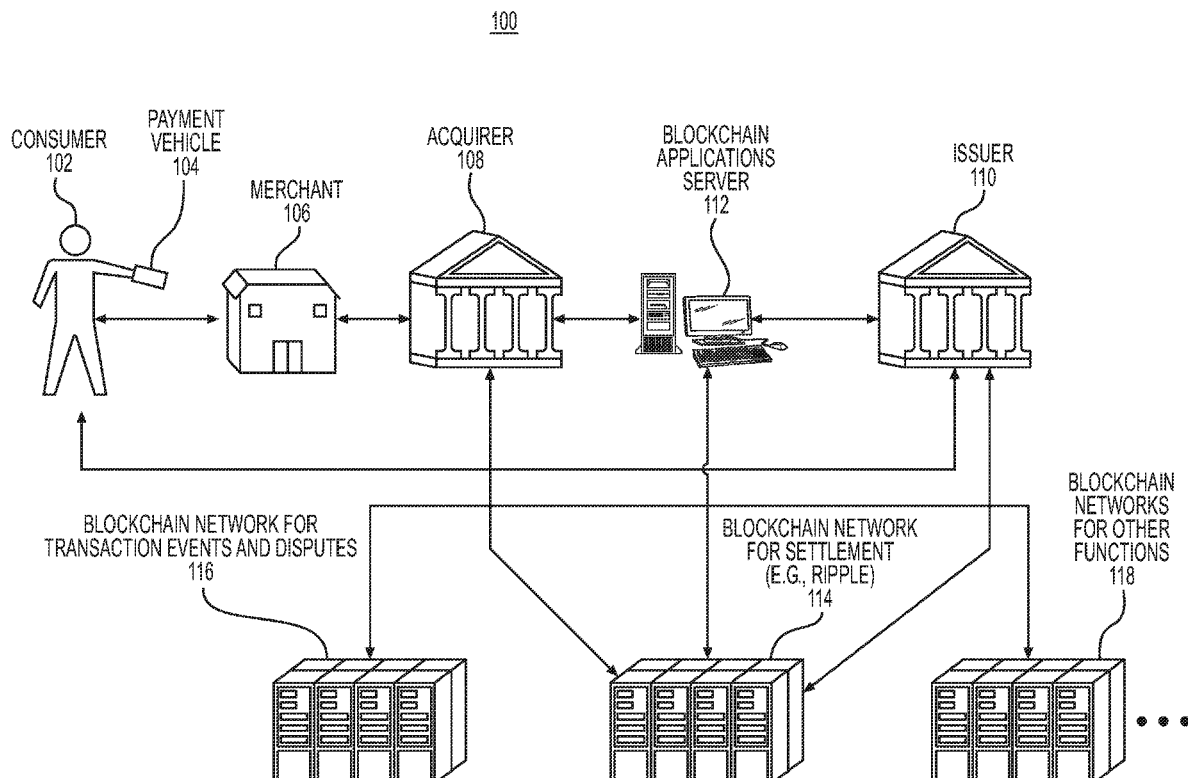 100
CONSUMER
102
PAYMENT
VEHICLE
104
MERCHANT
106
ACQUIRER
108
BLOCKCHAIN
APPLICATIONS
SERVER
112
ISSUER
110
BLOCKCHAIN NETWORK FOR
TRANSACTION EVENTS AND DISPUTES
116
BLOCKCHAIN NETWORK
FOR SETTLEMENT
(E.G., RIPPLE)
114
BLOCKCHAIN
NETWORKS
FOR OTHER
FUNCTIONS
118